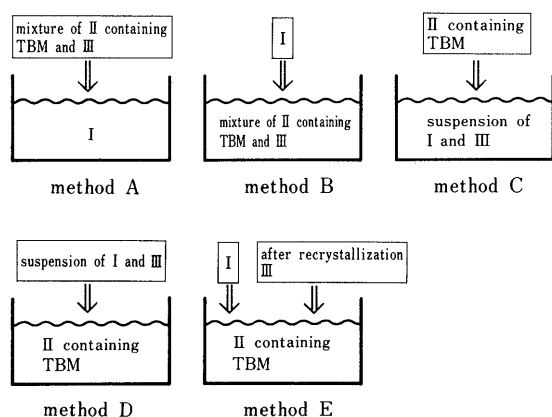 mixture of Ⅱ containing
TBM and Ⅲ
Ⅰ
method A
Ⅰ
mixture of Ⅱ containing
TBM and Ⅲ
method B
Ⅱ containing
TBM
suspension of
Ⅰ and Ⅲ
method C
suspension of Ⅰ and Ⅲ
Ⅱ containing
TBM
method D
Ⅰ
after recrystallization
Ⅲ
Ⅱ containing
TBM
method E